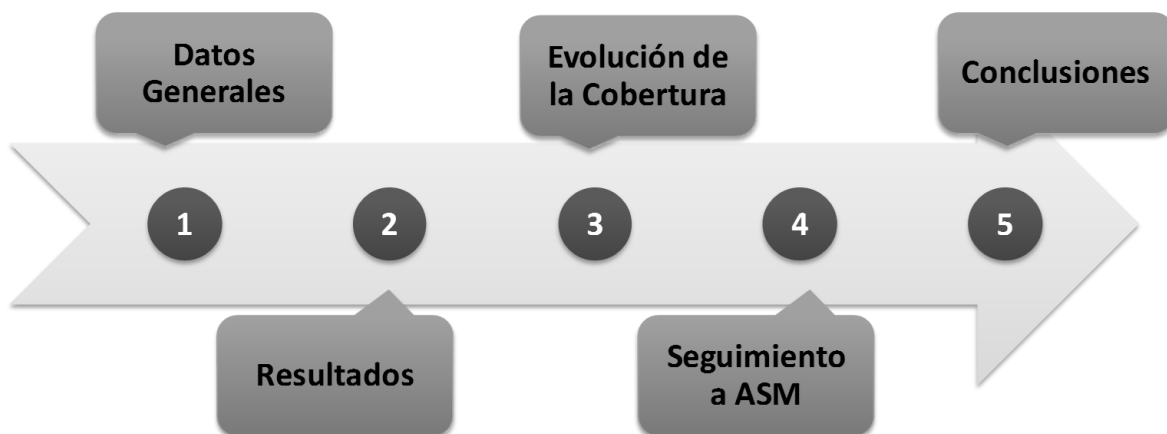 Datos
Generales
Evolución de
la Cobertura
Conclusiones
1
2
3
4
5
Resultados
Seguimiento
a ASM